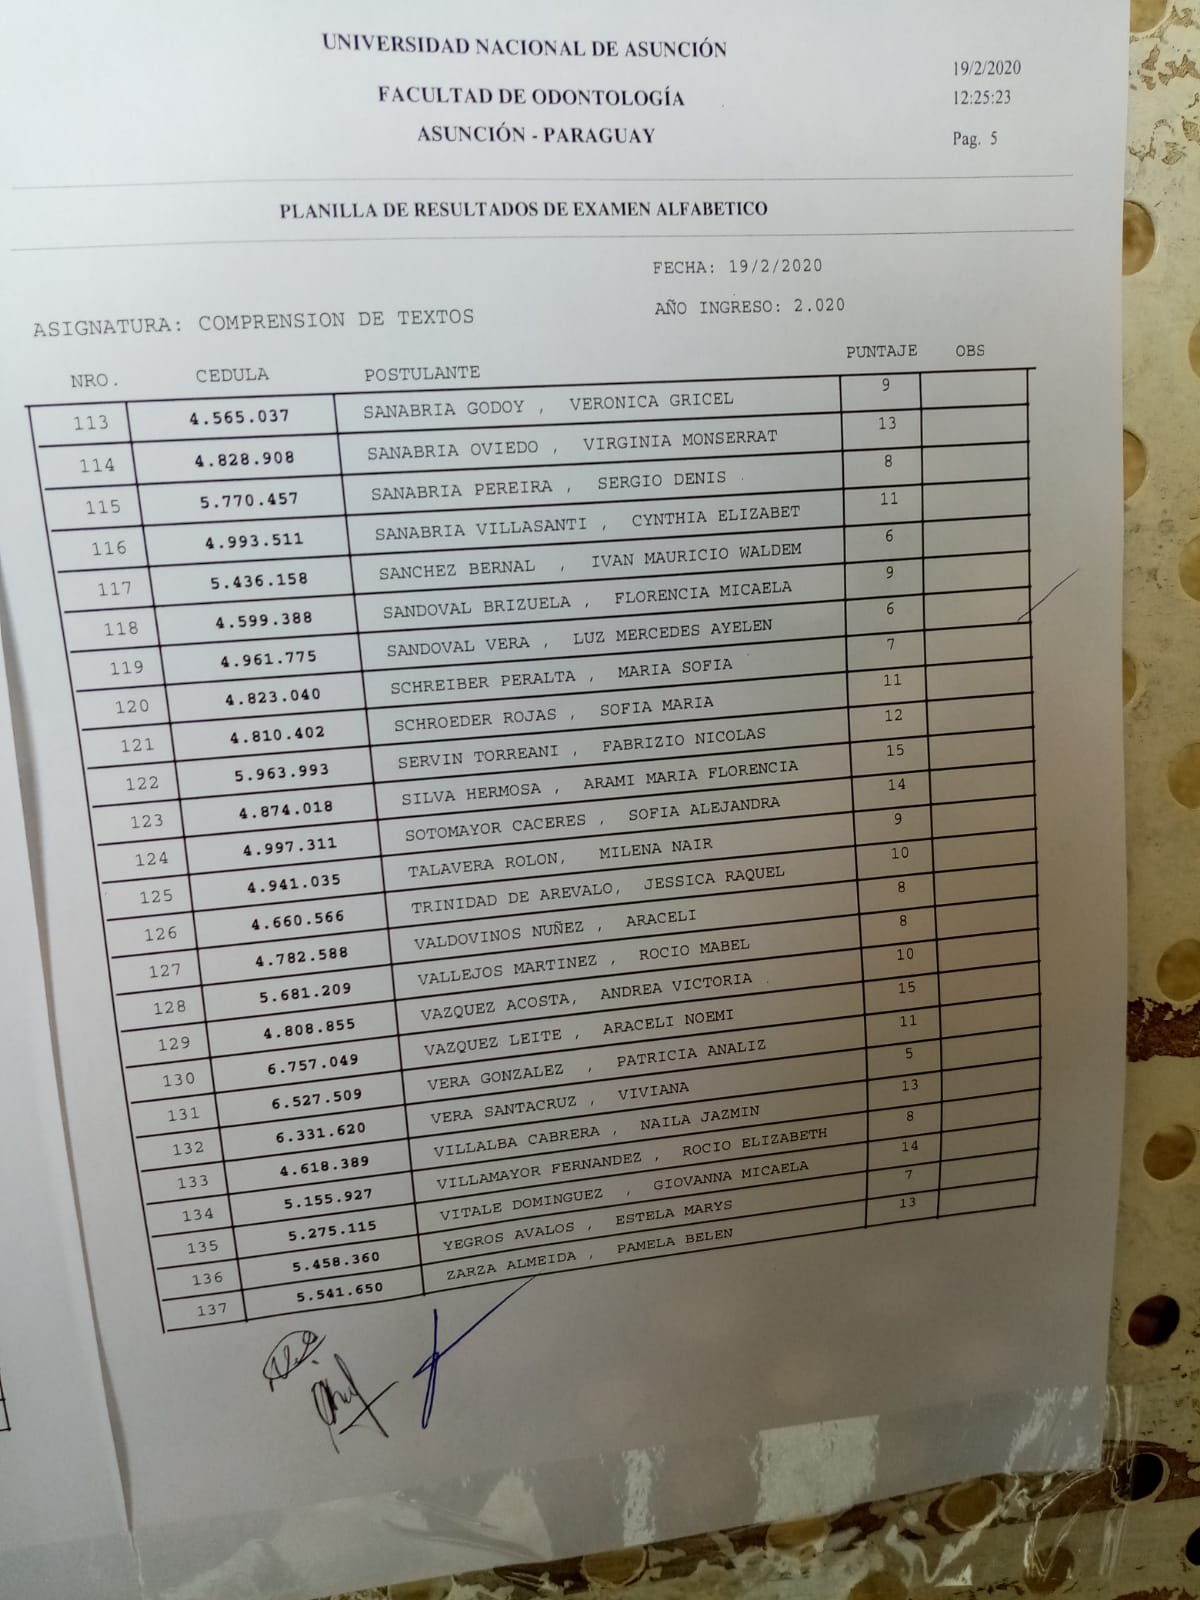 UNIVERSIDAD NACIONAL DE ASUNCIÓN
19/2/2020
FACULTAD DE ODONTOLOGÍA
12:25:23
ASUNCIÓN - PARAGUAY
Pag. 5
PLANILLA DE RESULTADOS DE EXAMEN ALFABETICO
FECHA: 19/2/2020
ASIGNATURA: COMPRENSION DE TEXTOS
AÑO INGRESO: 2.020
NRO. CEDULA POSTULANTE PUNTAJE OBS
113 4.565.037 SANABRIA GODOY , VERONICA GRICEL 9
114 4.828.908 SANABRIA OVIEDO , VIRGINIA MONSERRAT 13
115 5.770.457 SANABRIA PEREIRA , SERGIO DENIS 8
116 4.993.511 SANABRIA VILLASANTI , CYNTHIA ELIZABET 11
117 5.436.158 SANCHEZ BERNAL , IVAN MAURICIO WALDEM 6
118 4.599.388 SANDOVAL BRIZUELA , FLORENCIA MICAELA 9
119 4.961.775 SANDOVAL VERA , LUZ MERCEDES AYELEN 6
120 4.823.040 SCHREIBER PERALTA , MARIA SOFIA 7
121 4.810.402 SCHROEDER ROJAS , SOFIA MARIA 11
122 5.963.993 SERVIN TORREANI , FABRIZIO NICOLAS 12
123 4.874.018 SILVA HERMOSA , ARAMI MARIA FLORENCIA 15
124 4.997.311 SOTOMAYOR CACERES , SOFIA ALEJANDRA 14
125 4.941.035 TALAVERA ROLON, MILENA NAIR 9
126 4.660.566 TRINIDAD DE AREVALO, JESSICA RAQUEL 10
127 4.782.588 VALDOVINOS NUÑEZ , ARACELI 8
128 5.681.209 VALLEJOS MARTINEZ , ROCIO MABEL 8
129 4.808.855 VAZQUEZ ACOSTA, ANDREA VICTORIA 10
130 6.757.049 VAZQUEZ LEITE , ARACELI NOEMI 15
131 6.527.509 VERA GONZALEZ , PATRICIA ANALIZ 11
132 6.331.620 VERA SANTACRUZ , VIVIANA 5
133 4.618.389 VILLALBA CABRERA , NAILA JAZMIN 13
134 5.155.927 VILLAMAYOR FERNANDEZ , ROCIO ELIZABETH 8
135 5.275.115 VITALE DOMINGUEZ , GIOVANNA MICAELA 14
136 5.458.360 YEGROS AVALOS , ESTELA MARYS 7
137 5.541.650 ZARZA ALMEIDA , PAMELA BELEN 13